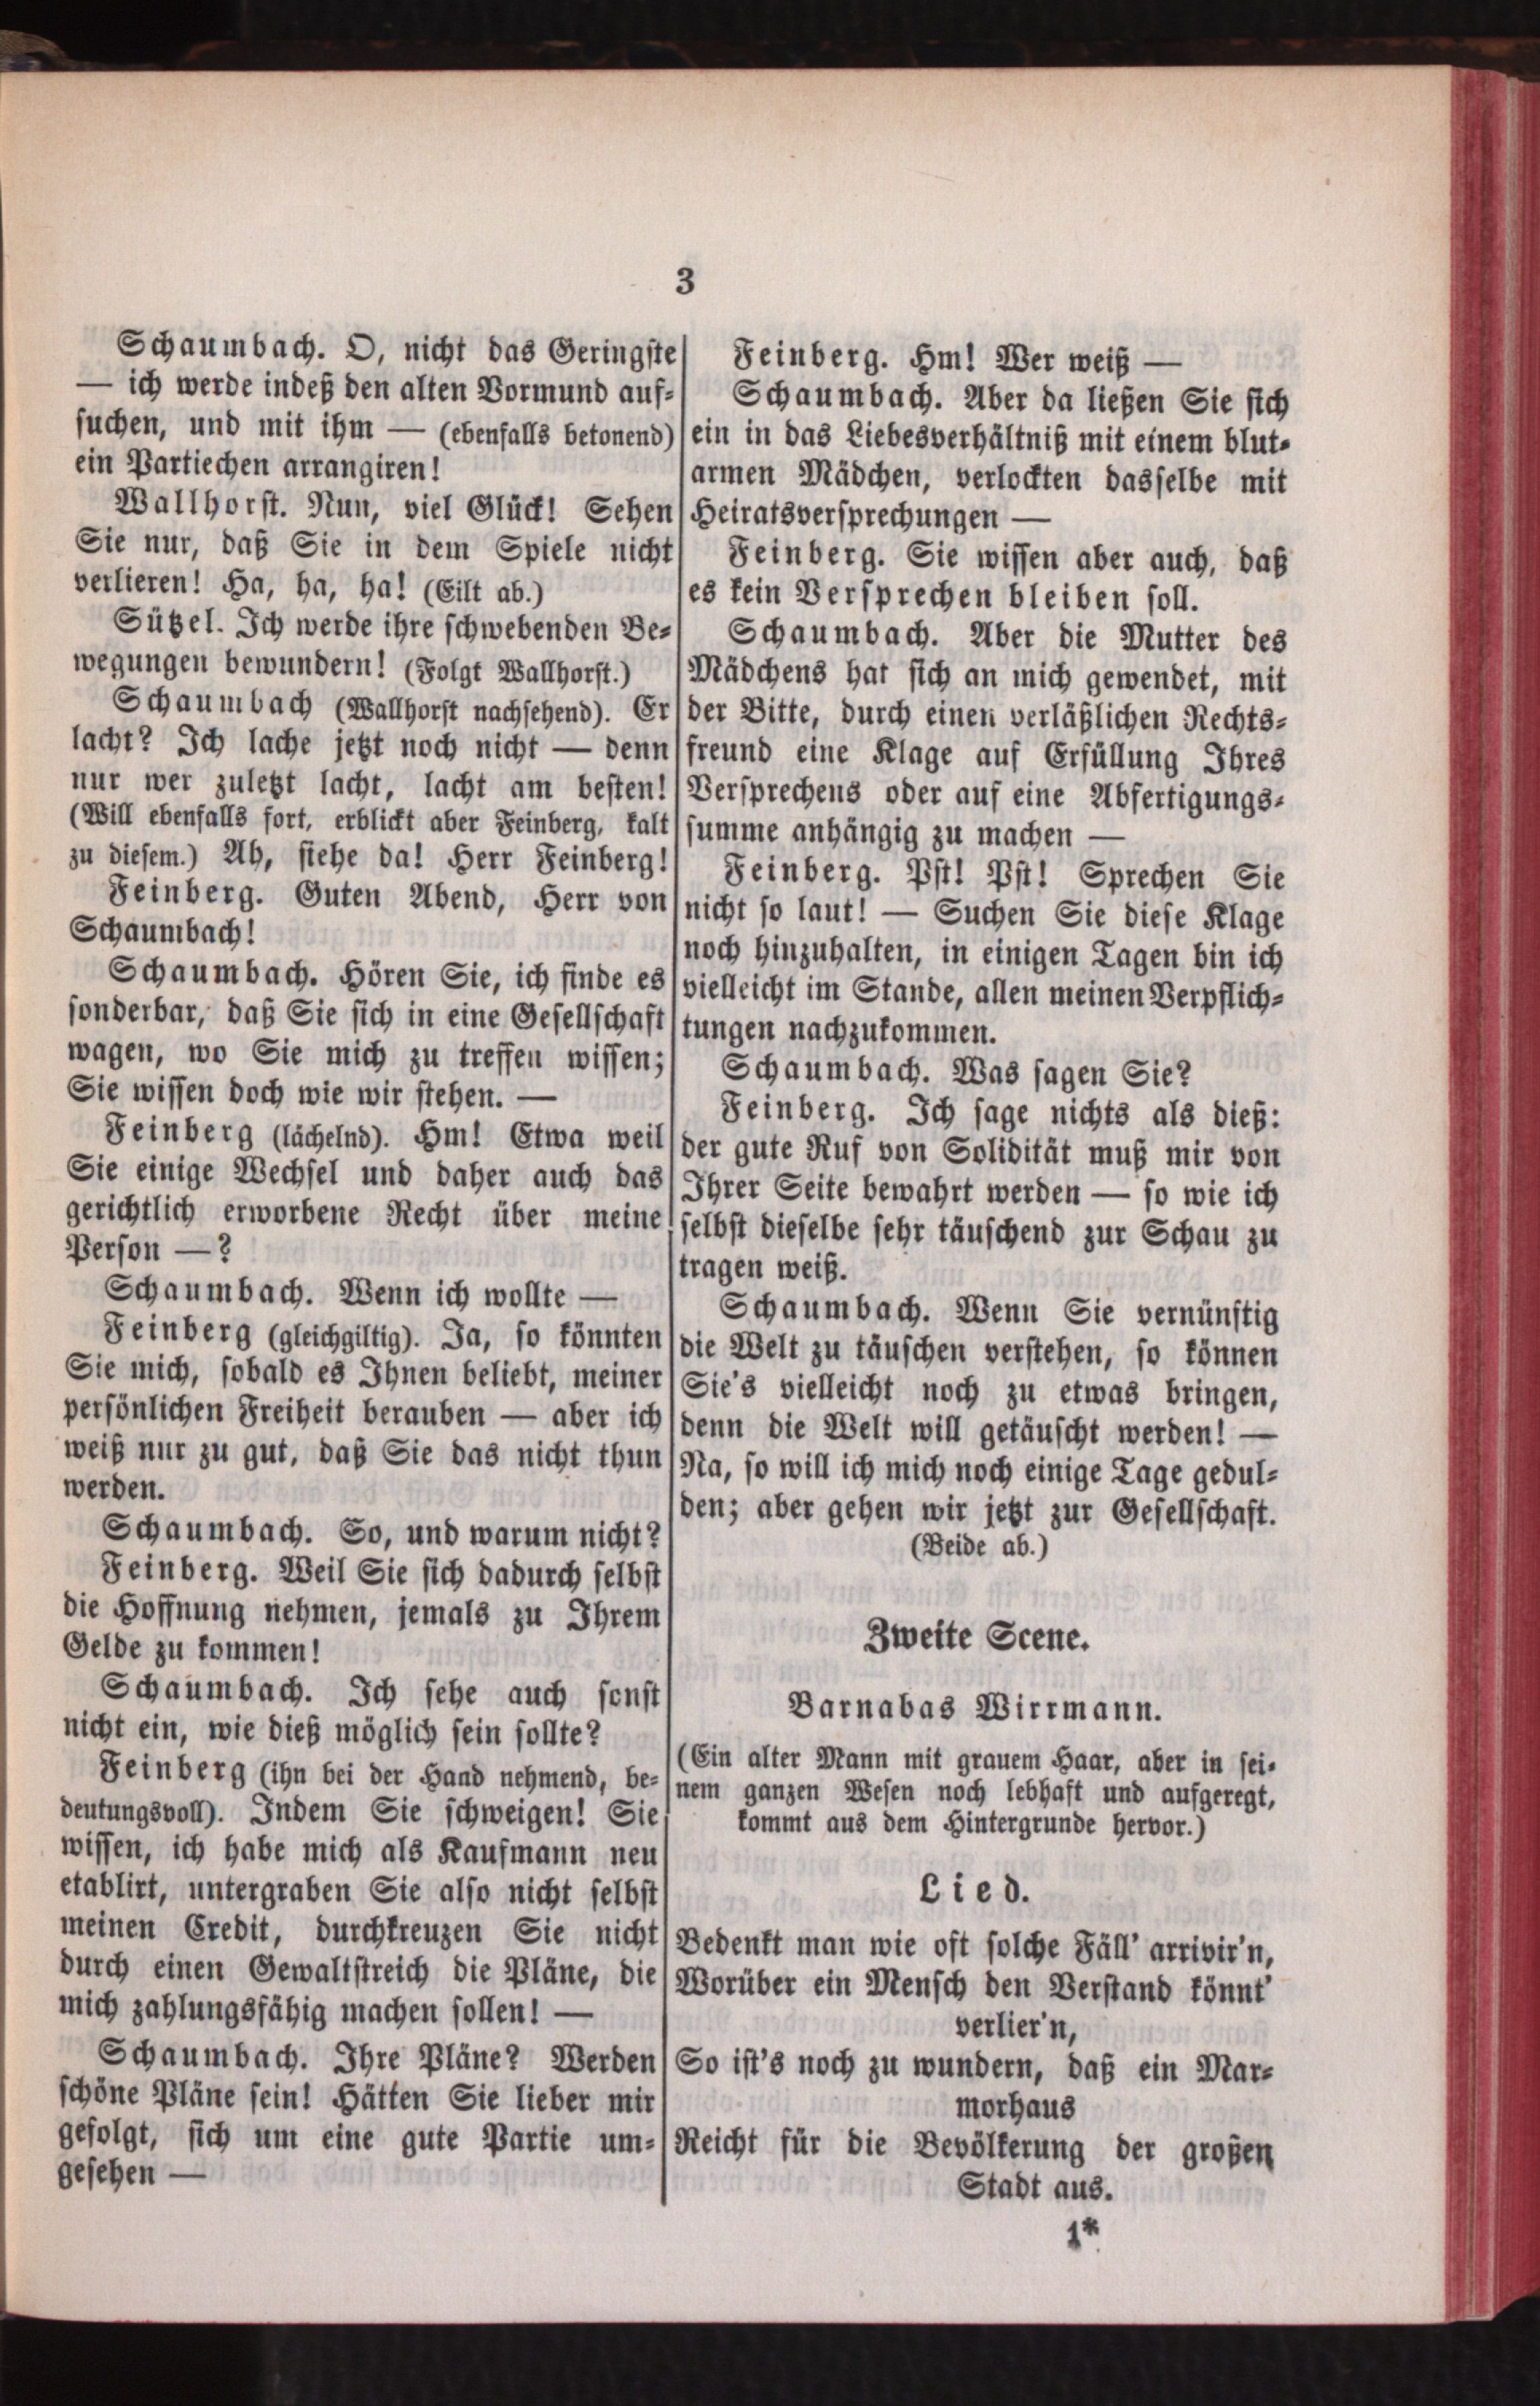 3
Schaumbach. O, nicht das Geringste
— ich werde indeß den alten Vormund auf-
suchen, und mit ihm — (ebenfalls betonend)
ein Partiechen arrangiren!
Wallhorst. Nun, viel Glück! Sehen
Sie nur, daß Sie in dem Spiele nicht
verlieren! Ha, ha, ha! (Eilt ab.)
Sützel. Ich werde ihre schwebenden Be-
wegungen bewundern! (Folgt Wallhorst.)
Schaumbach (Wallhorst nachsehend). Er
lacht? Ich lache jetzt noch nicht — denn
nur wer zuletzt lacht, lacht am besten!
(Will ebenfalls fort, erblickt aber Feinberg, kalt
zu diesem.) Ah, siehe da! Herr Feinberg!
Feinberg. Guten Abend, Herr von
Schaumbach!
Schaumbach. Hören Sie, ich finde es
sonderbar, daß Sie sich in eine Gesellschaft
wagen, wo Sie mich zu treffen wissen;
Sie wissen doch wie wir stehen. —
Feinberg (lächelnd). Hm! Etwa weil
Sie einige Wechsel und daher auch das
gerichtlich erworbene Recht über meine
Person —?
Schaumbach. Wenn ich wollte —
Feinberg (gleichgiltig). Ja, so könnten
Sie mich, sobald es Ihnen beliebt, meiner
persönlichen Freiheit berauben — aber ich
weiß nur zu gut, daß Sie das nicht thun
werden.
Schaumbach. So, und warum nicht?
Feinberg. Weil Sie sich dadurch selbst
die Hoffnung nehmen, jemals zu Ihrem
Gelde zu kommen!
Schaumbach. Ich sehe auch sonst
nicht ein, wie dieß möglich sein sollte?
Feinberg (ihn bei der Hand nehmend, be-
deutungsvoll). Indem Sie schweigen! Sie
wissen, ich habe mich als Kaufmann neu
etablirt, untergraben Sie also nicht selbst
meinen Credit, durchkreuzen Sie nicht
durch einen Gewaltstreich die Pläne, die
mich zahlungsfähig machen sollen! —
Schaumbach. Ihre Pläne? Werden
schöne Pläne sein! Hätten Sie lieber mir
gefolgt, sich um eine gute Partie um-
gesehen —
Feinberg. Hm! Wer weiß —
Schaumbach. Aber da ließen Sie sich
ein in das Liebesverhältniß mit einem blut-
armen Mädchen, verlockten dasselbe mit
Heiratsversprechungen —
Feinberg. Sie wissen aber auch, daß
es kein Versprechen bleiben soll.
Schaumbach. Aber die Mutter des
Mädchens hat sich an mich gewendet, mit
der Bitte, durch einen verläßlichen Rechts-
freund eine Klage auf Erfüllung Ihres
Versprechens oder auf eine Abfertigungs-
summe anhängig zu machen —
Feinberg. Pst! Pst! Sprechen Sie
nicht so laut! — Suchen Sie diese Klage
noch hinzuhalten, in einigen Tagen bin ich
vielleicht im Stande, allen meinen Verpflich-
tungen nachzukommen.
Schaumbach. Was sagen Sie?
Feinberg. Ich sage nichts als dieß:
der gute Ruf von Solidität muß mir von
Ihrer Seite bewahrt werden — so wie ich
selbst dieselbe sehr täuschend zur Schau zu
tragen weiß.
Schaumbach. Wenn Sie vernünftig
die Welt zu täuschen verstehen, so können
Sie's vielleicht noch zu etwas bringen,
denn die Welt will getäuscht werden! —
Na, so will ich mich noch einige Tage gedul-
den; aber gehen wir jetzt zur Gesellschaft.
(Beide ab.)
Zweite Scene.
Barnabas Wirrmann.
(Ein alter Mann mit grauem Haar, aber in sei-
nem ganzen Wesen noch lebhaft und aufgeregt,
kommt aus dem Hintergrunde hervor.)
Lied.
Bedenkt man wie oft solche Fäll' arrivir'n,
Worüber ein Mensch den Verstand könnt'
verlier'n,
So ist's noch zu wundern, daß ein Mar-
morhaus
Reicht für die Bevölkerung der großen
Stadt aus.
1*